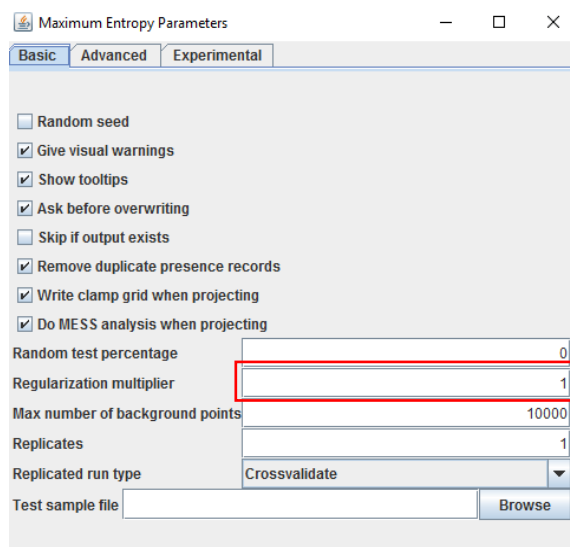 Maximum Entropy Parameters
Basic Advanced Experimental
Random seed
Give visual warnings
Show tooltips
Ask before overwriting
Skip if output exists
Remove duplicate presence records
Write clamp grid when projecting
Do MESS analysis when projecting
Random test percentage 0
Regularization multiplier 1
Max number of background points 10000
Replicates 1
Replicated run type Crossvalidate
Test sample file Browse